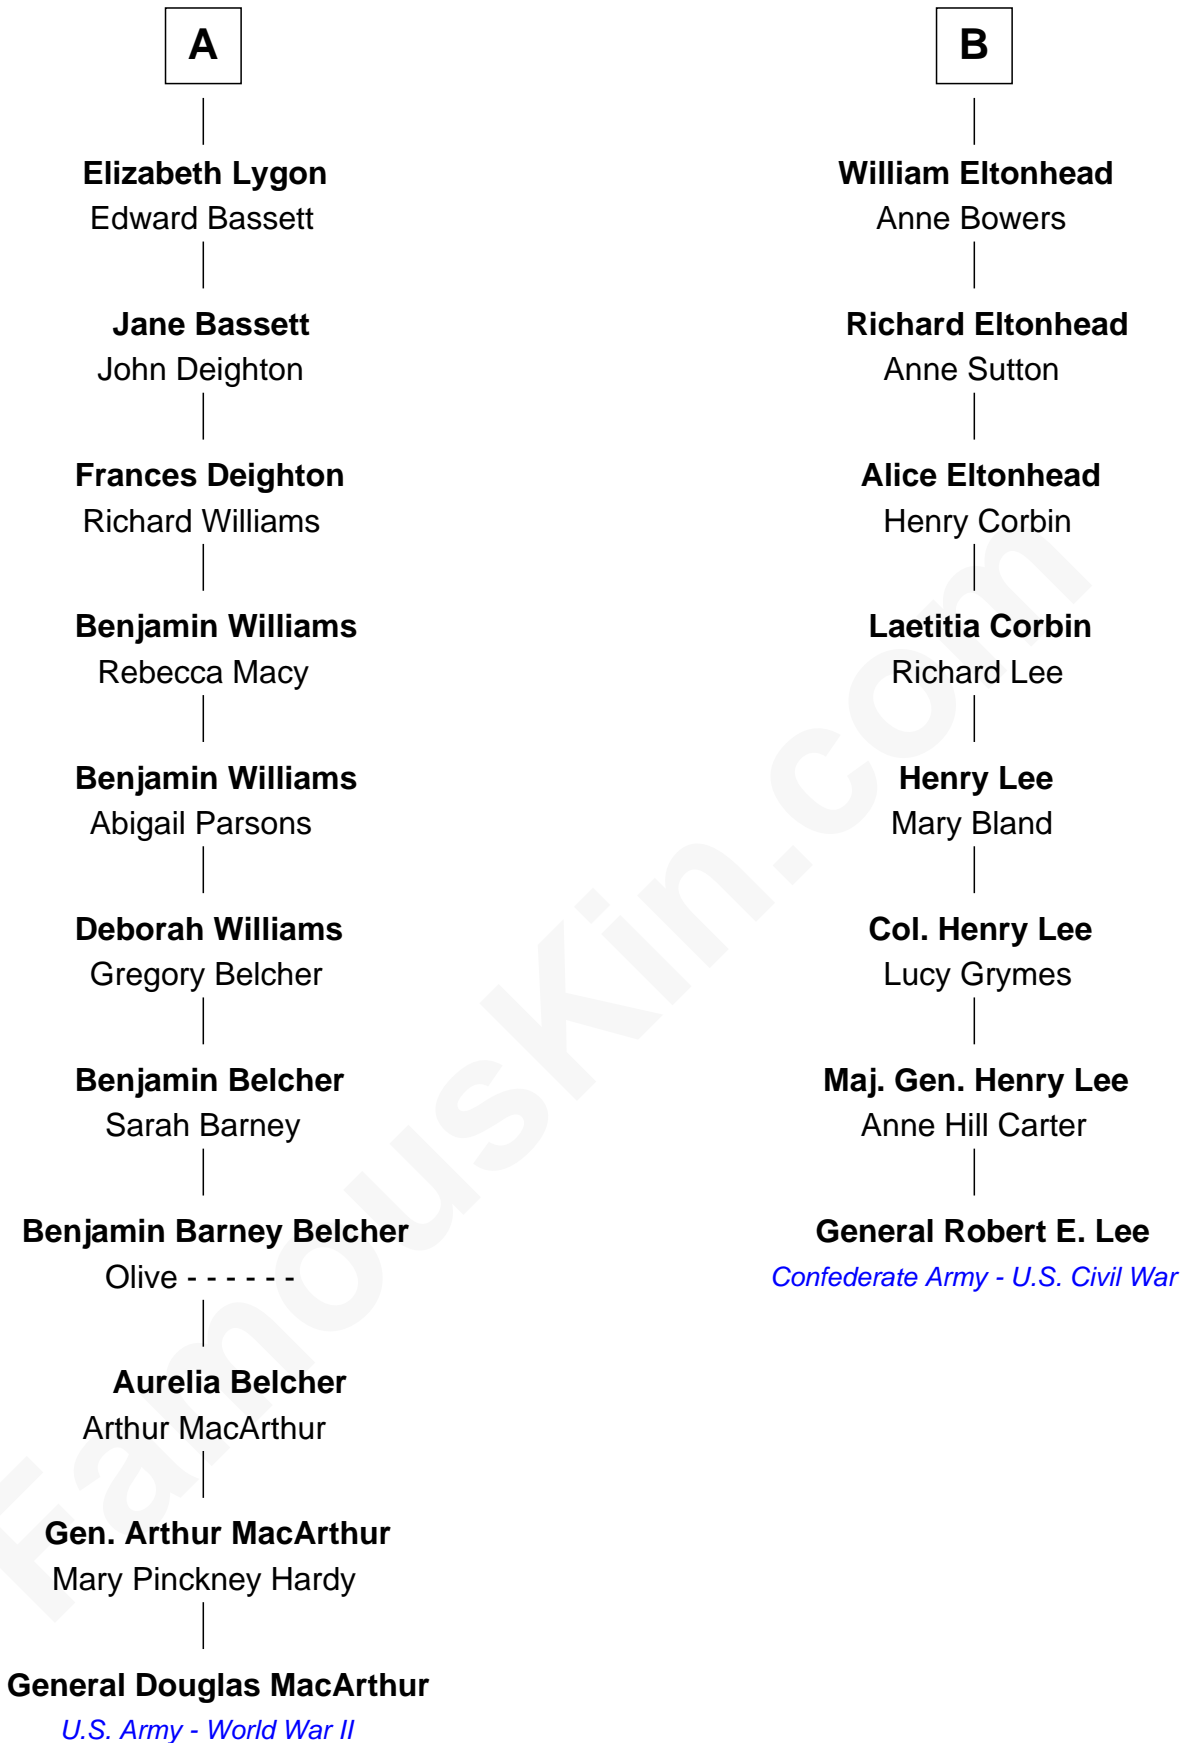 A
Elizabeth Lygon
Edward Bassett
Jane Bassett
John Deighton
Frances Deighton
Richard Williams
Benjamin Williams
Rebecca Macy
Benjamin Williams
Abigail Parsons
Deborah Williams
Gregory Belcher
Benjamin Belcher
Sarah Barney
Benjamin Barney Belcher
Olive - - - - - -
Aurelia Belcher
Arthur MacArthur
Gen. Arthur MacArthur
Mary Pinckney Hardy
General Douglas MacArthur
U.S. Army - World War II
B
William Eltonhead
Anne Bowers
Richard Eltonhead
Anne Sutton
Alice Eltonhead
Henry Corbin
Laetitia Corbin
Richard Lee
Henry Lee
Mary Bland
Col. Henry Lee
Lucy Grymes
Maj. Gen. Henry Lee
Anne Hill Carter
General Robert E. Lee
Confederate Army - U.S. Civil War
FamousKin.com